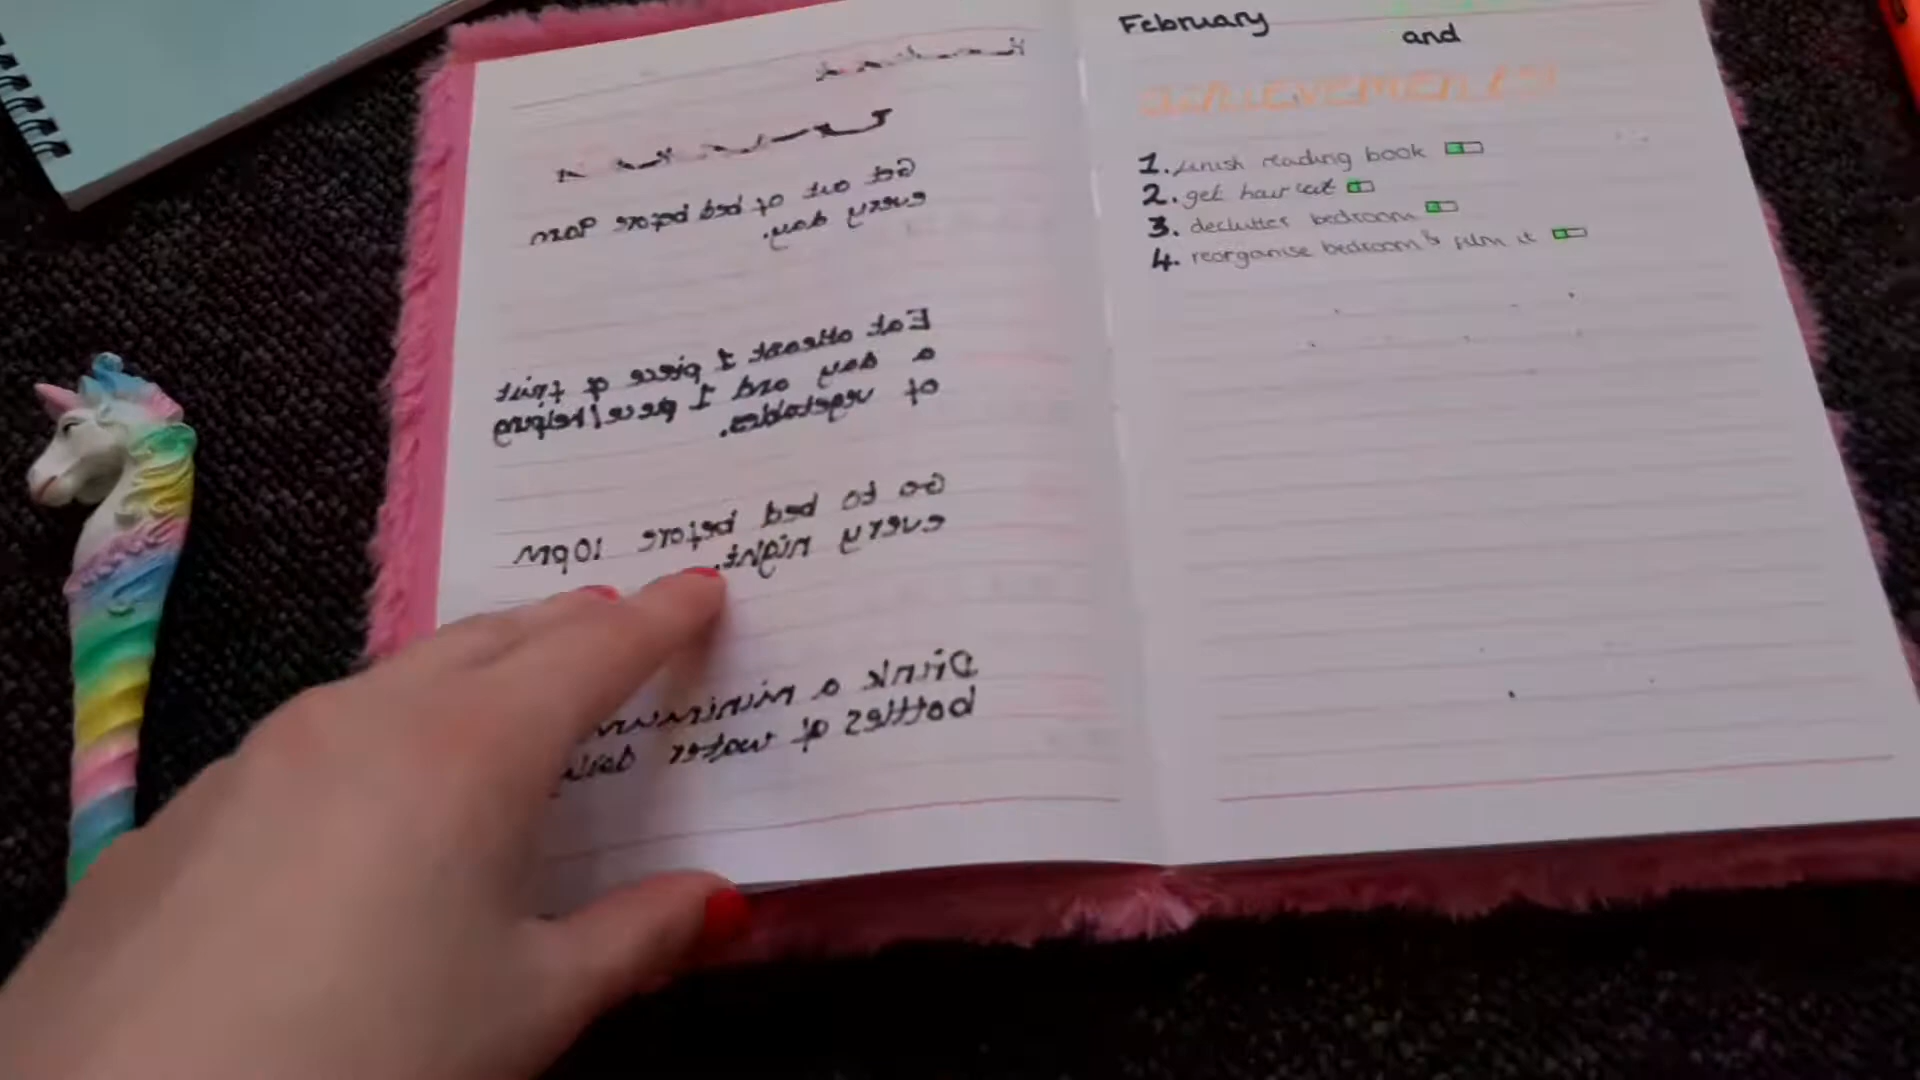 Get out of bed before 9am
every day.
Eat atleast 1 piece of fruit
a day and 1 piece/helping
of vegetables.
Go to bed before 10pm
every night.
Drink a minimum
bottles of water daily
February
and
ACHIEVEMENTS!
1. finish reading book
2. get hair cut
3. declutter bedroom
4. reorganise bedroom & film it